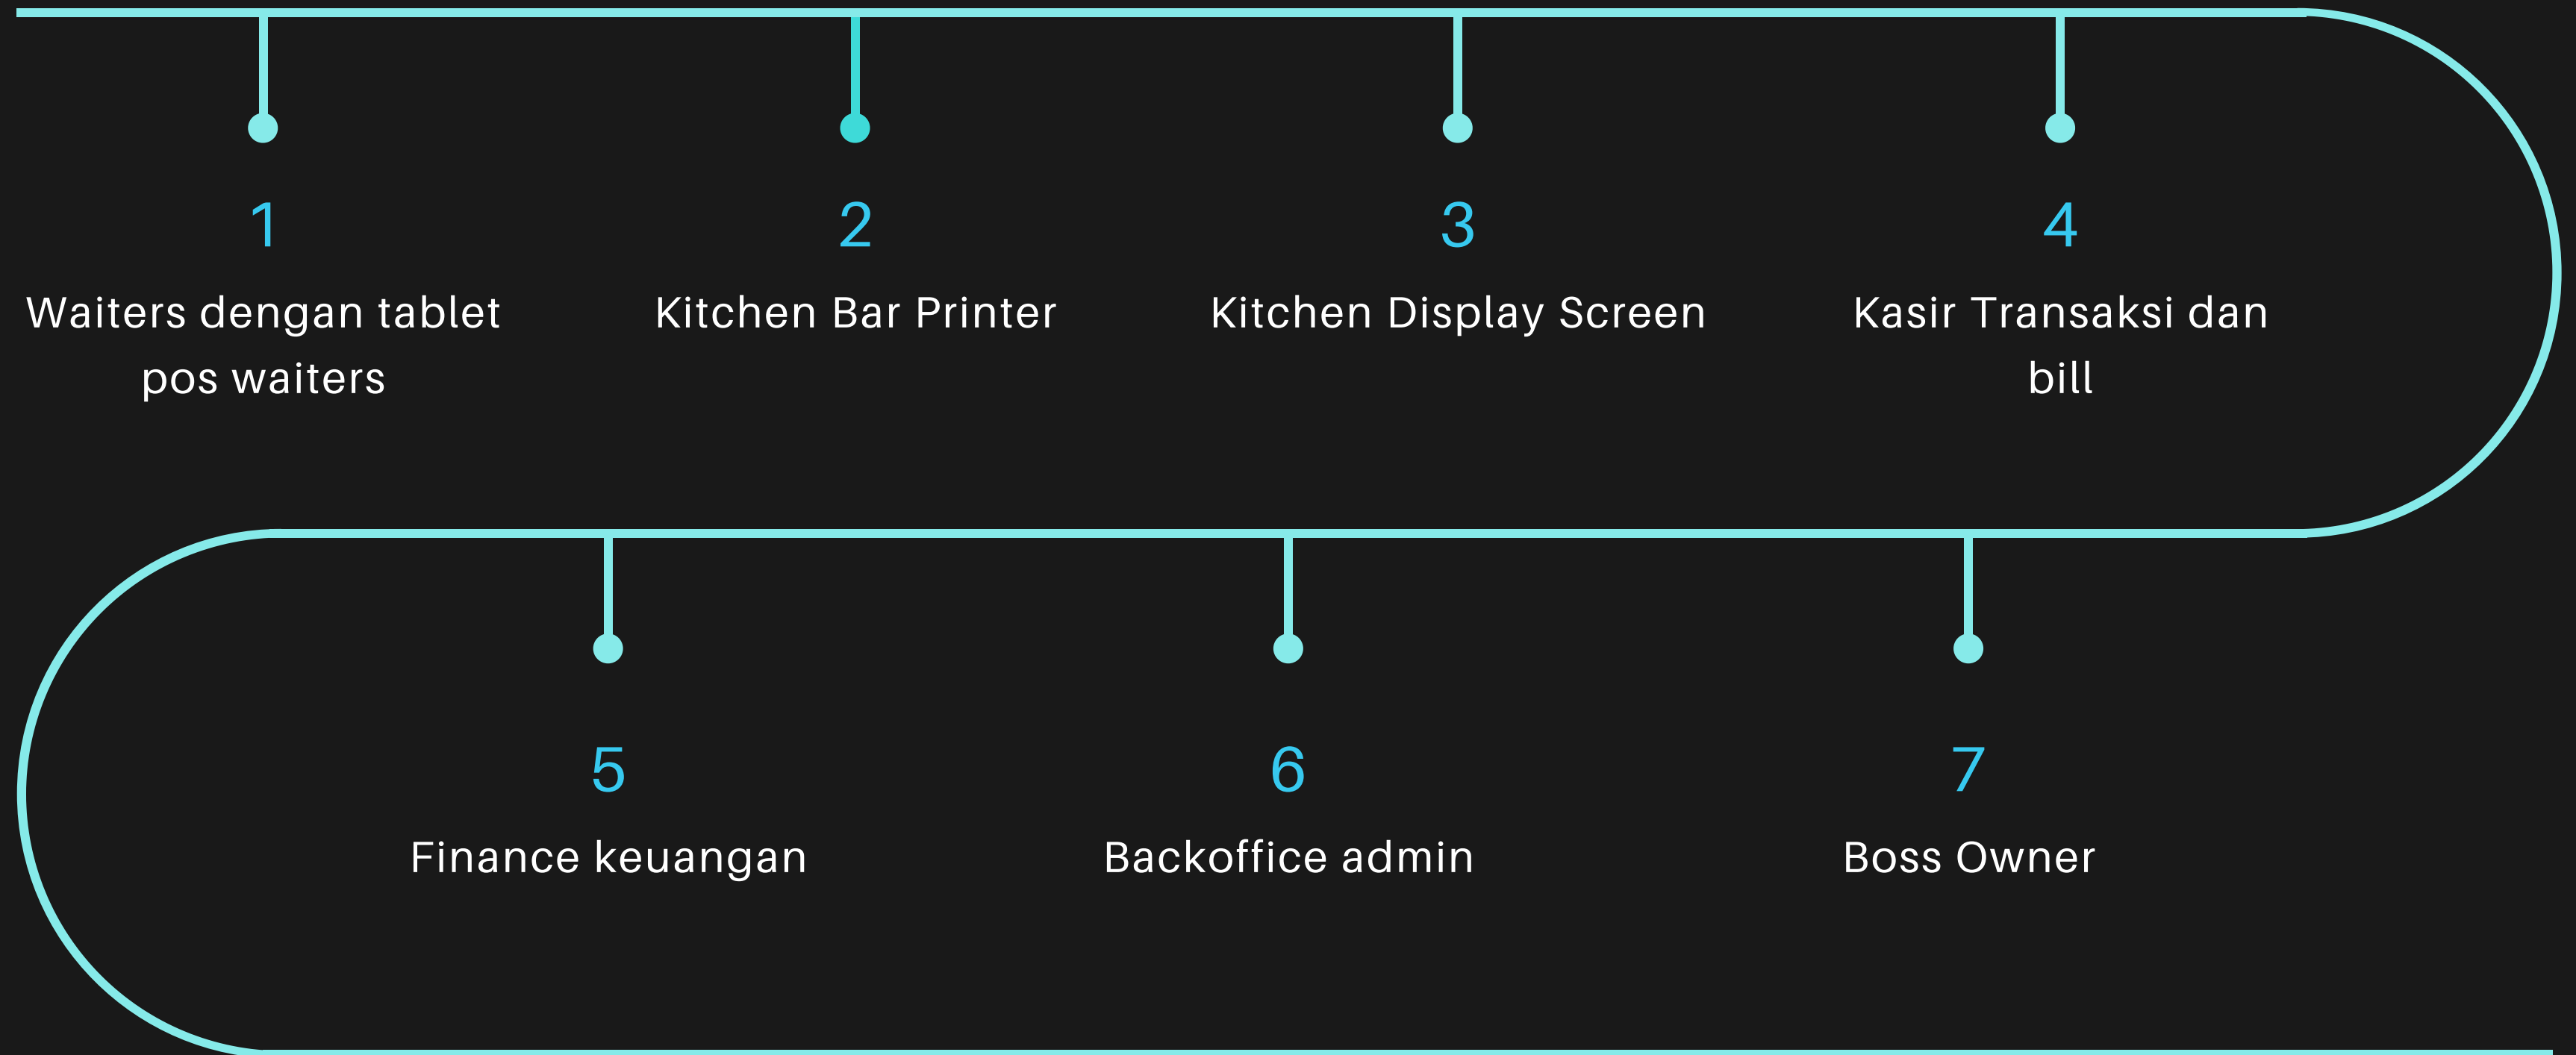 1
Waiters dengan tablet
pos waiters
2
Kitchen Bar Printer
3
Kitchen Display Screen
4
Kasir Transaksi dan
bill
5
Finance keuangan
6
Backoffice admin
7
Boss Owner